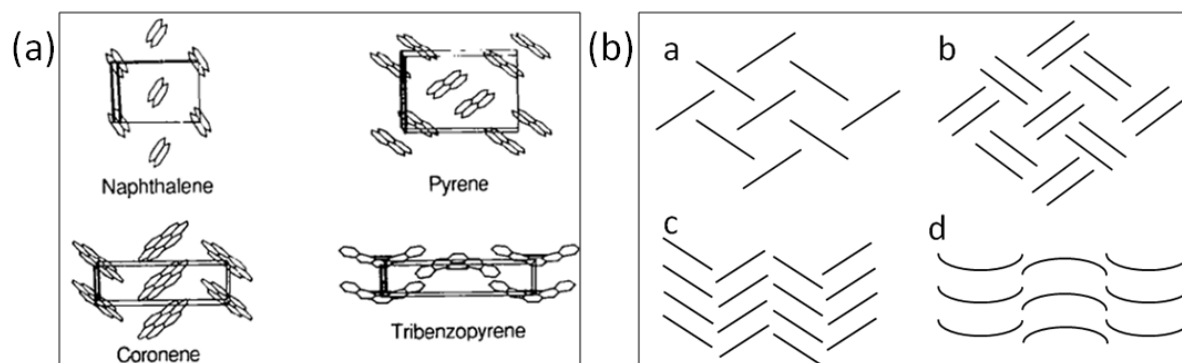 (a)
Naphthalene
Pyrene
Coronene
Tribenzopyrene
(b)
a
b
c
d